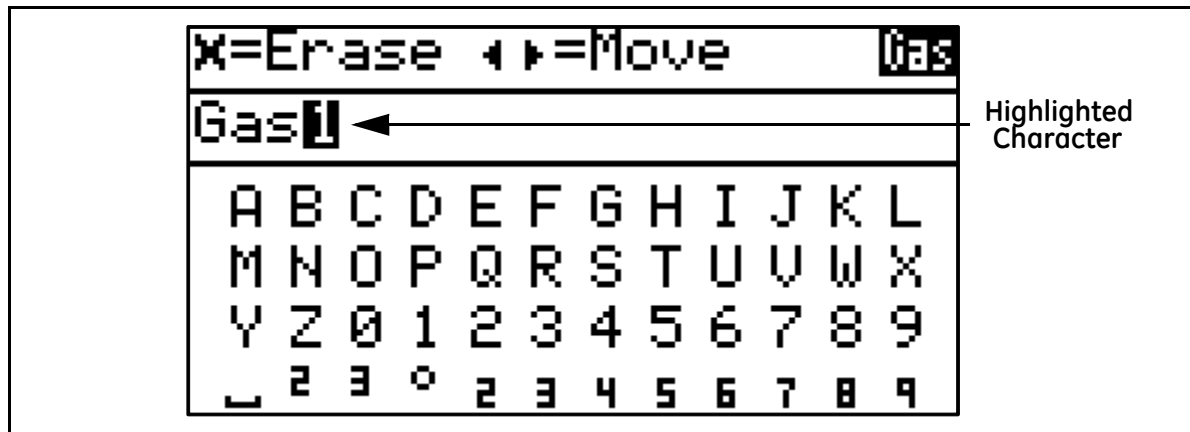 ✖=Erase ◂ ▸=Move Gas
Gas1
Highlighted
Character
A B C D E F G H I J K L
M N O P Q R S T U V W X
Y Z 0 1 2 3 4 5 6 7 8 9
⎵ ² ³ ° ₂ ₃ ₄ ₅ ₆ ₇ ₈ ₉